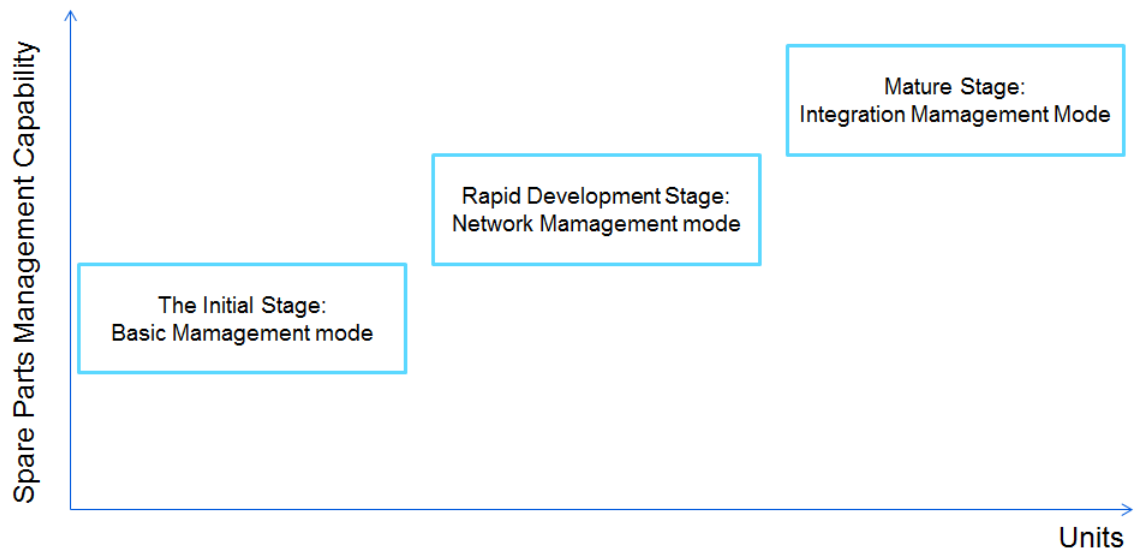 Spare Parts Management Capability
Mature Stage:
Integration Mamagement Mode
Rapid Development Stage:
Network Mamagement mode
The Initial Stage:
Basic Mamagement mode
Units